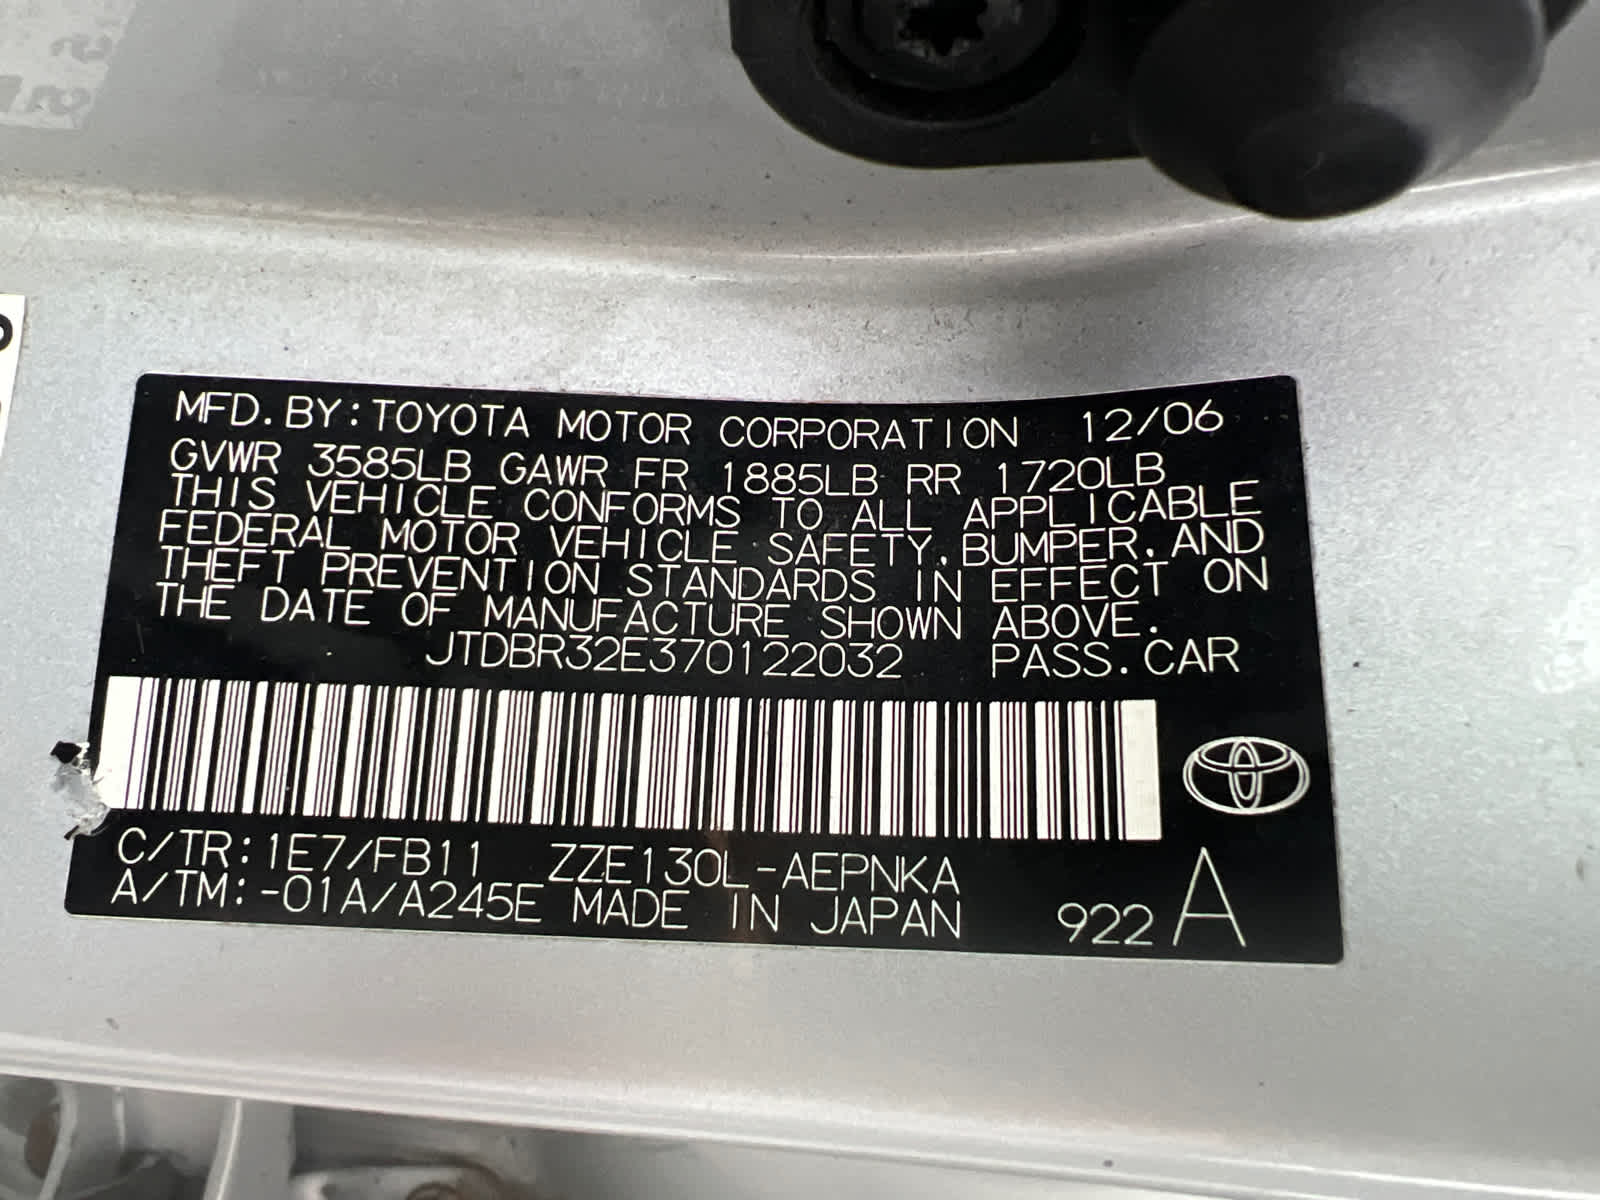 MFD. BY: TOYOTA MOTOR CORPORATION 12/06
GVWR 3585LB GAWR FR 1885LB RR 1720LB
THIS VEHICLE CONFORMS TO ALL APPLICABLE
FEDERAL MOTOR VEHICLE SAFETY, BUMPER, AND
THEFT PREVENTION STANDARDS IN EFFECT ON
THE DATE OF MANUFACTURE SHOWN ABOVE.
JTDBR32E370122032 PASS. CAR
C/TR: 1E7/FB11 ZZE130L-AEPNKA
A/TM: -01A/A245E MADE IN JAPAN 922 A